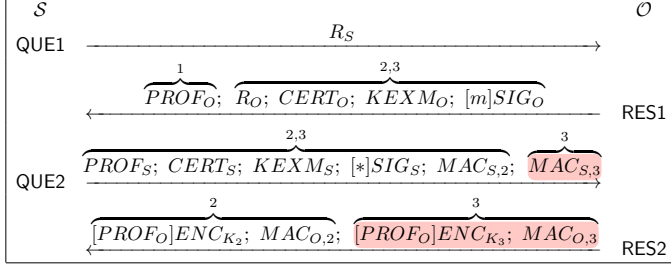 S O
QUE1 R_S
1 2,3
PROF_O; R_O; CERT_O; KEXM_O; [m]SIG_O
RES1
2,3 3
QUE2 PROF_S; CERT_S; KEXM_S; [*]SIG_S; MAC_{S,2}; MAC_{S,3}
2 3
[PROF_O]ENC_{K_2}; MAC_{O,2}; [PROF_O]ENC_{K_3}; MAC_{O,3}
RES2